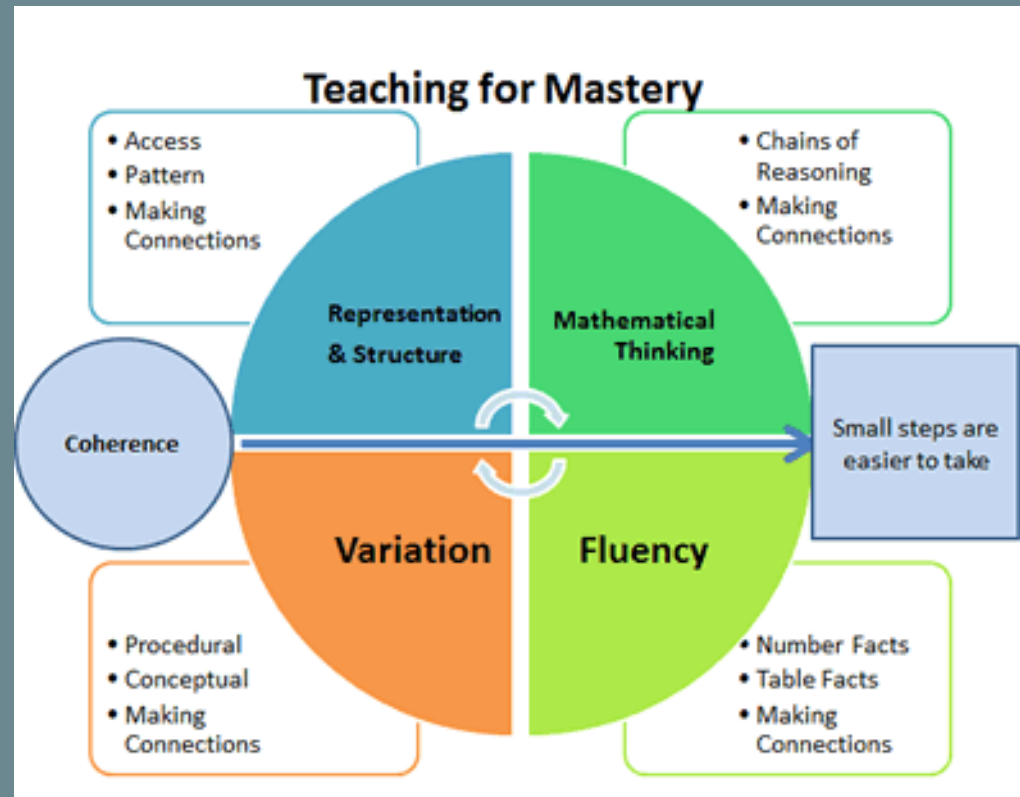 Teaching for Mastery
• Access
• Pattern
• Making
Connections
• Chains of
Reasoning
• Making
Connections
Representation
& Structure
Mathematical
Thinking
Coherence
Small steps are
easier to take
Variation
Fluency
• Procedural
• Conceptual
• Making
Connections
• Number Facts
• Table Facts
• Making
Connections